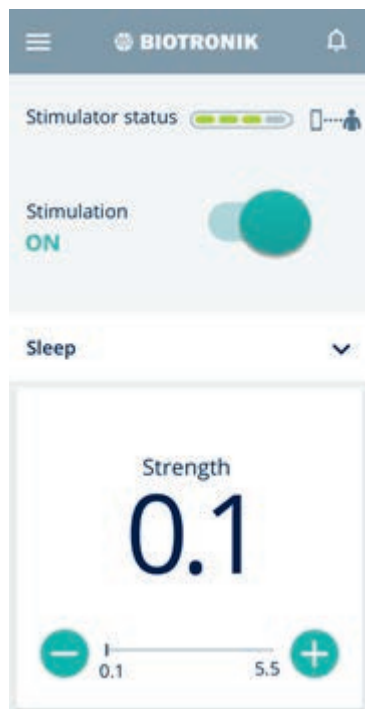 BIOTRONIK
Stimulator status
Stimulation
ON
Sleep
Strength
0.1
0.1 5.5